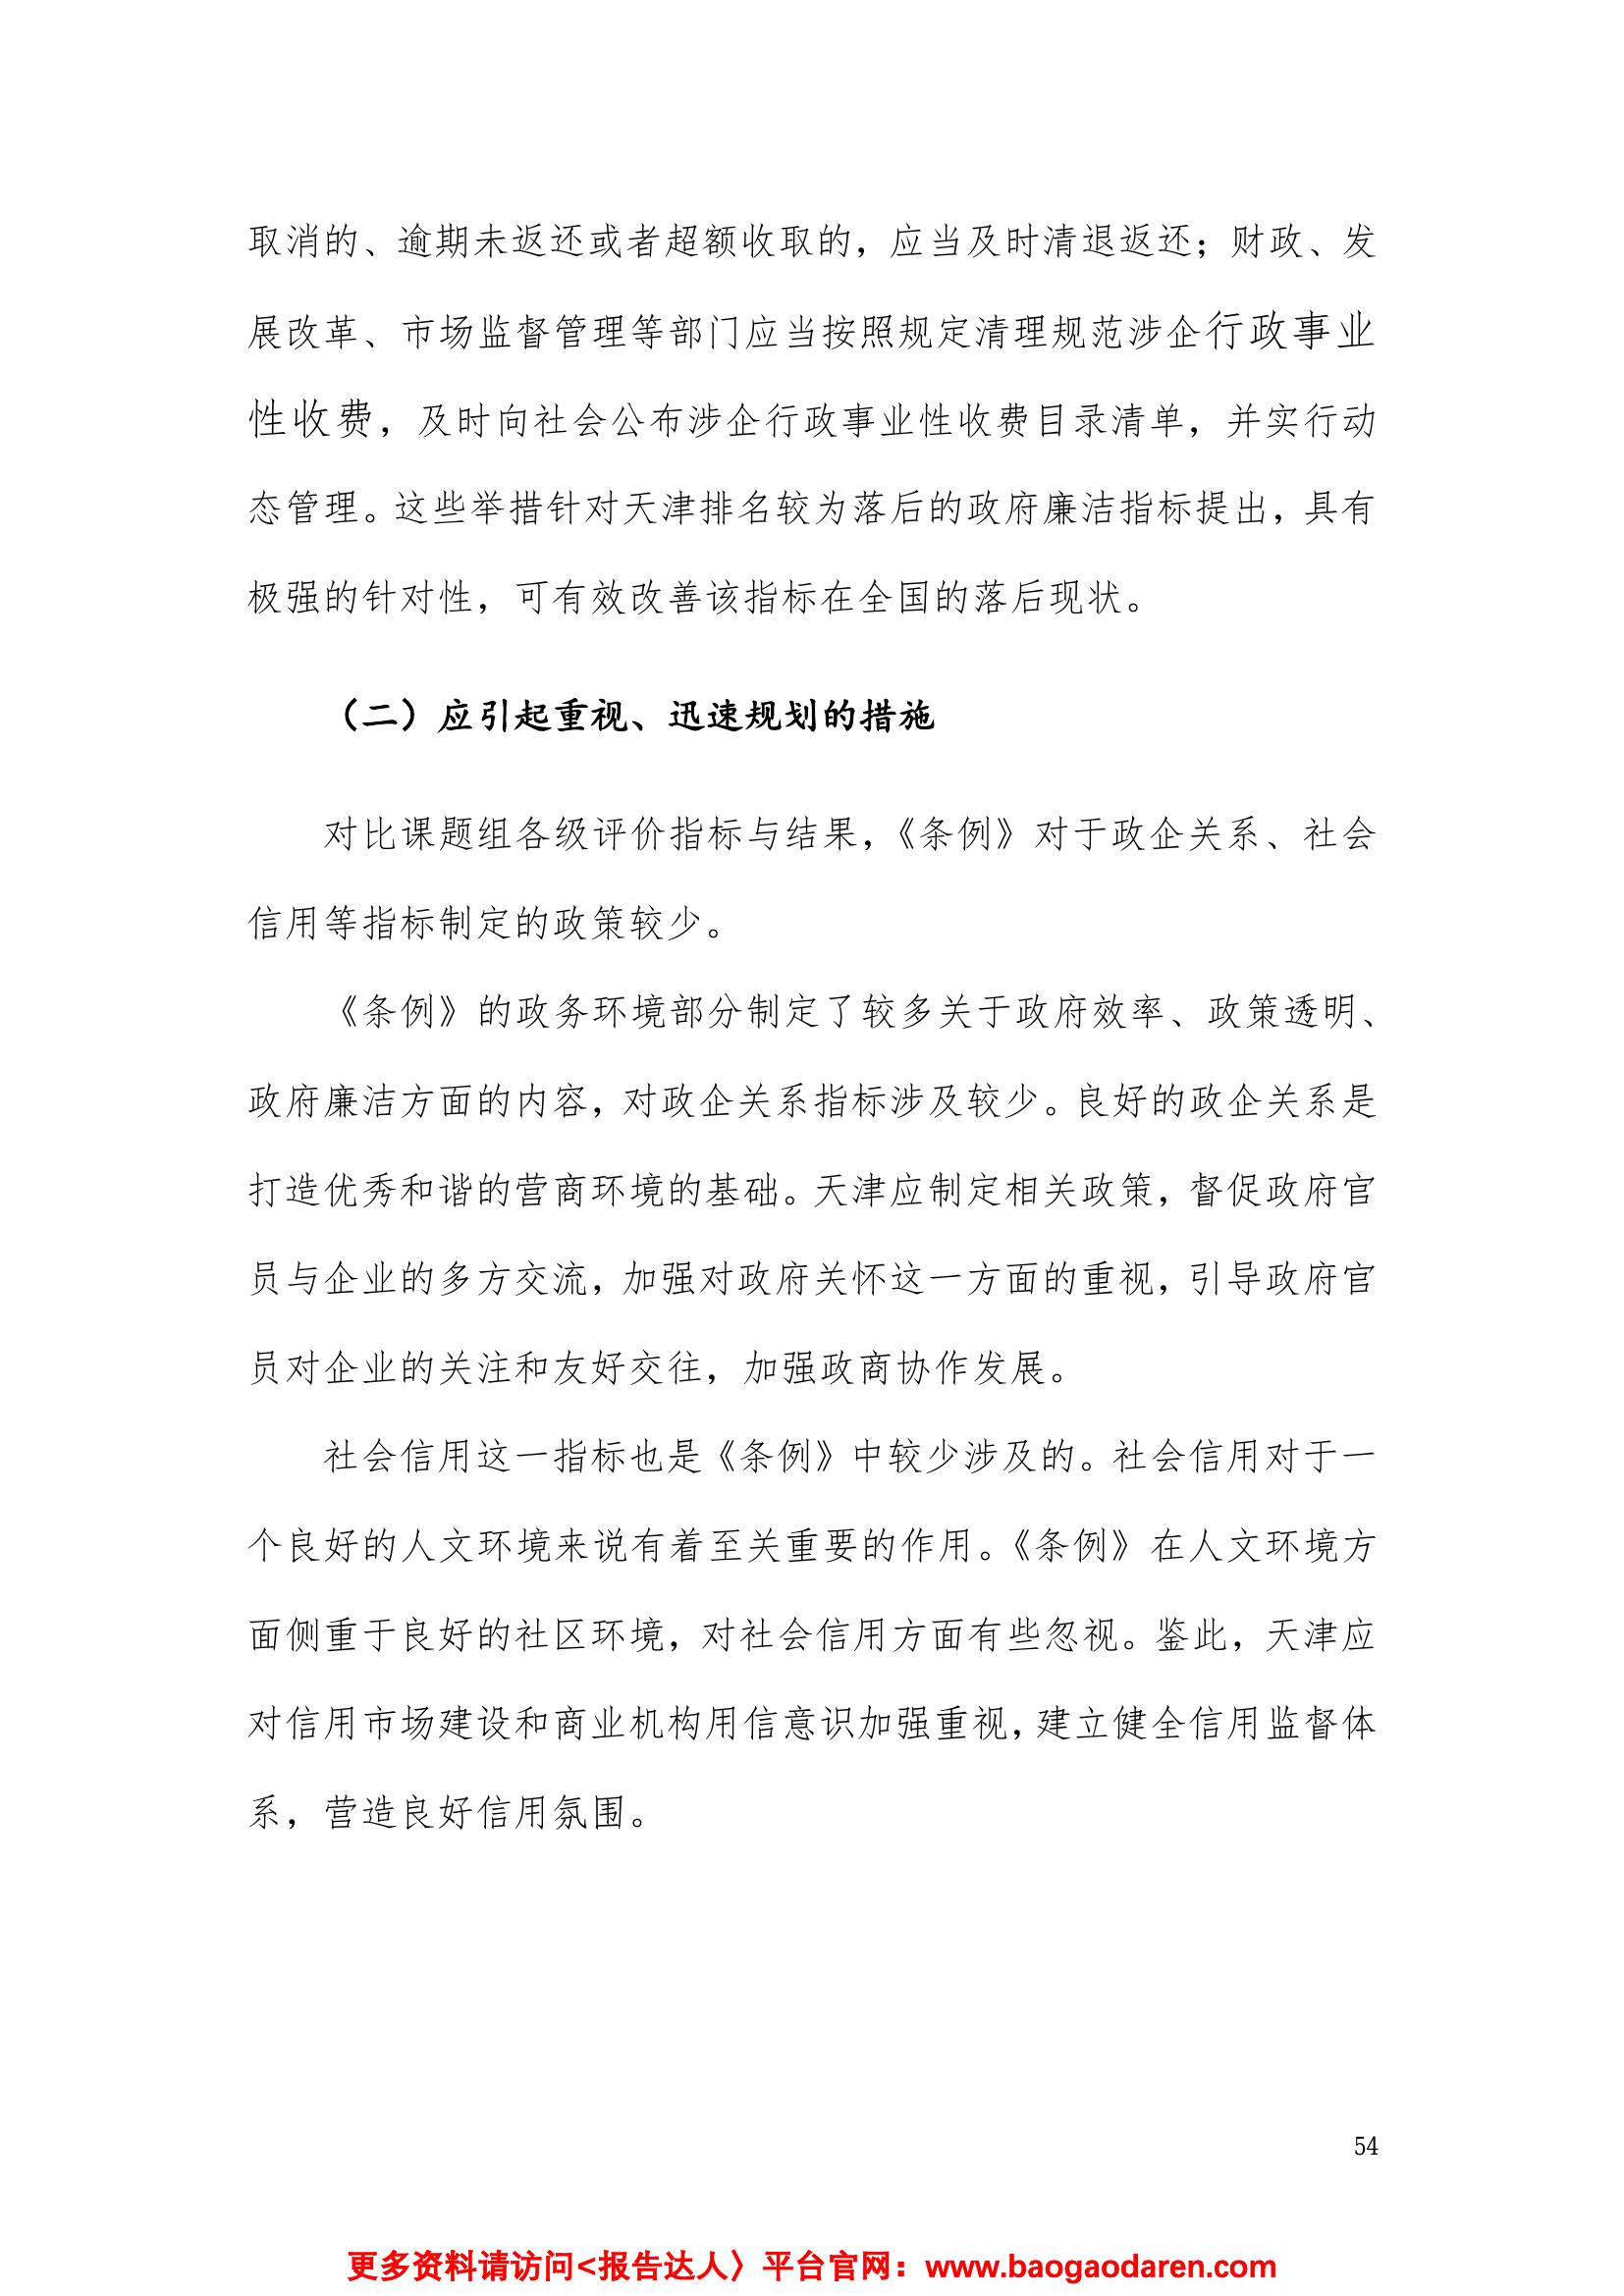 取消的、逾期未返还或者超额收取的，应当及时清退返还；财政、发
展改革、市场监督管理等部门应当按照规定清理规范涉企行政事业
性收费，及时向社会公布涉企行政事业性收费目录清单，并实行动
态管理。这些举措针对天津排名较为落后的政府廉洁指标提出，具有
极强的针对性，可有效改善该指标在全国的落后现状。
（二）应引起重视、迅速规划的措施
对比课题组各级评价指标与结果，《条例》对于政企关系、社会
信用等指标制定的政策较少。
《条例》的政务环境部分制定了较多关于政府效率、政策透明、
政府廉洁方面的内容，对政企关系指标涉及较少。良好的政企关系是
打造优秀和谐的营商环境的基础。天津应制定相关政策，督促政府官
员与企业的多方交流，加强对政府关怀这一方面的重视，引导政府官
员对企业的关注和友好交往，加强政商协作发展。
社会信用这一指标也是《条例》中较少涉及的。社会信用对于一
个良好的人文环境来说有着至关重要的作用。《条例》在人文环境方
面侧重于良好的社区环境，对社会信用方面有些忽视。鉴此，天津应
对信用市场建设和商业机构用信意识加强重视，建立健全信用监督体
系，营造良好信用氛围。
54
更多资料请访问<报告达人〉平台官网：www.baogaodaren.com